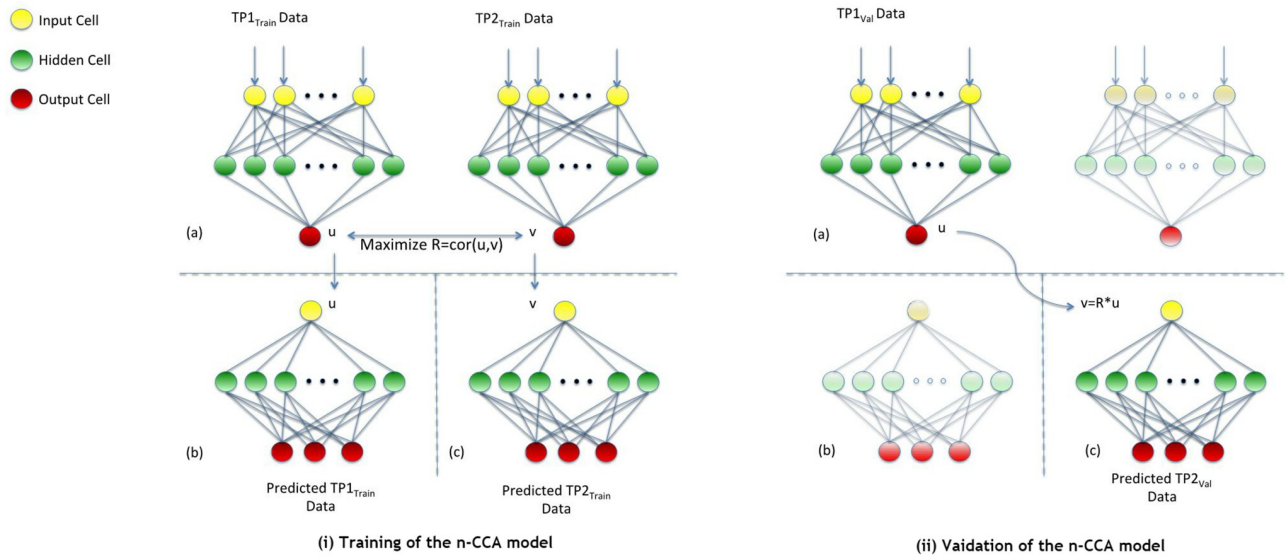 Input Cell
Hidden Cell
Output Cell
TP1Train Data
TP2Train Data
(a)
u
Maximize R=cor(u,v)
v
u
v
(b)
(c)
Predicted TP1Train
Data
Predicted TP2Train
Data
(i) Training of the n-CCA model
TP1Val Data
(a)
u
v=R*u
(b)
(c)
Predicted TP2Val
Data
(ii) Vaidation of the n-CCA model